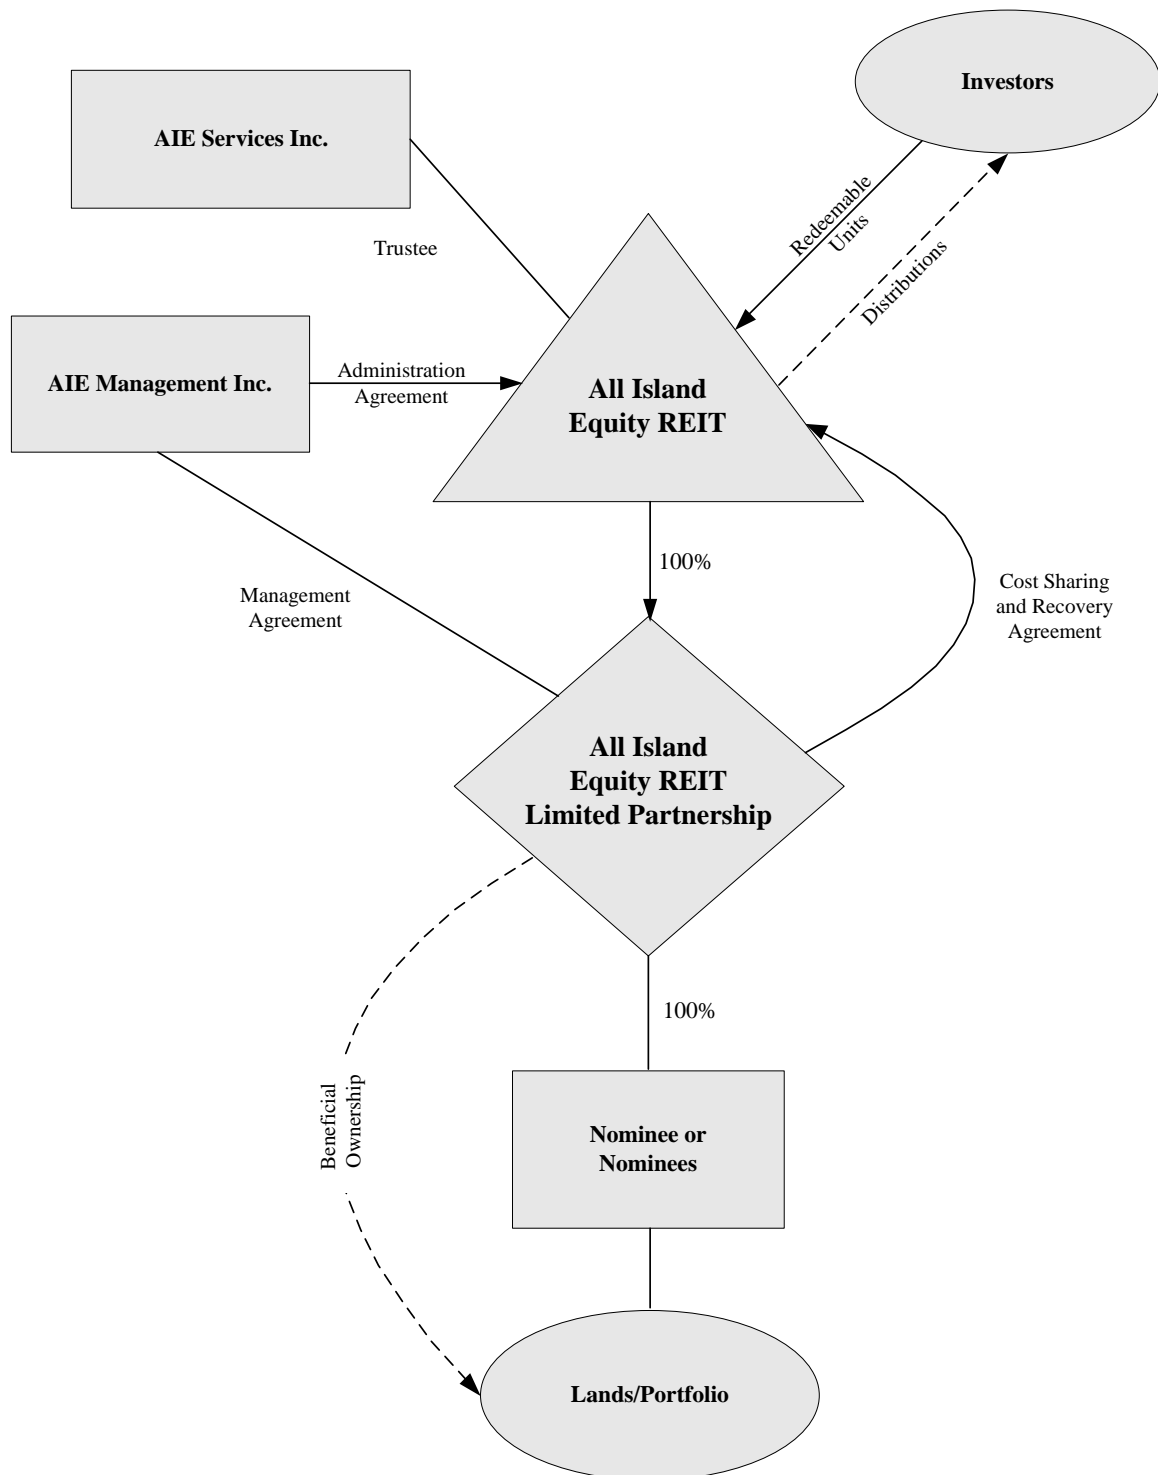 Investors
AIE Services Inc.
Redeemable
Units
Trustee
Distributions
AIE Management Inc.
Administration
Agreement
All Island
Equity REIT
100%
Management
Agreement
Cost Sharing
and Recovery
Agreement
All Island
Equity REIT
Limited Partnership
100%
Beneficial
Ownership
Nominee or
Nominees
Lands/Portfolio